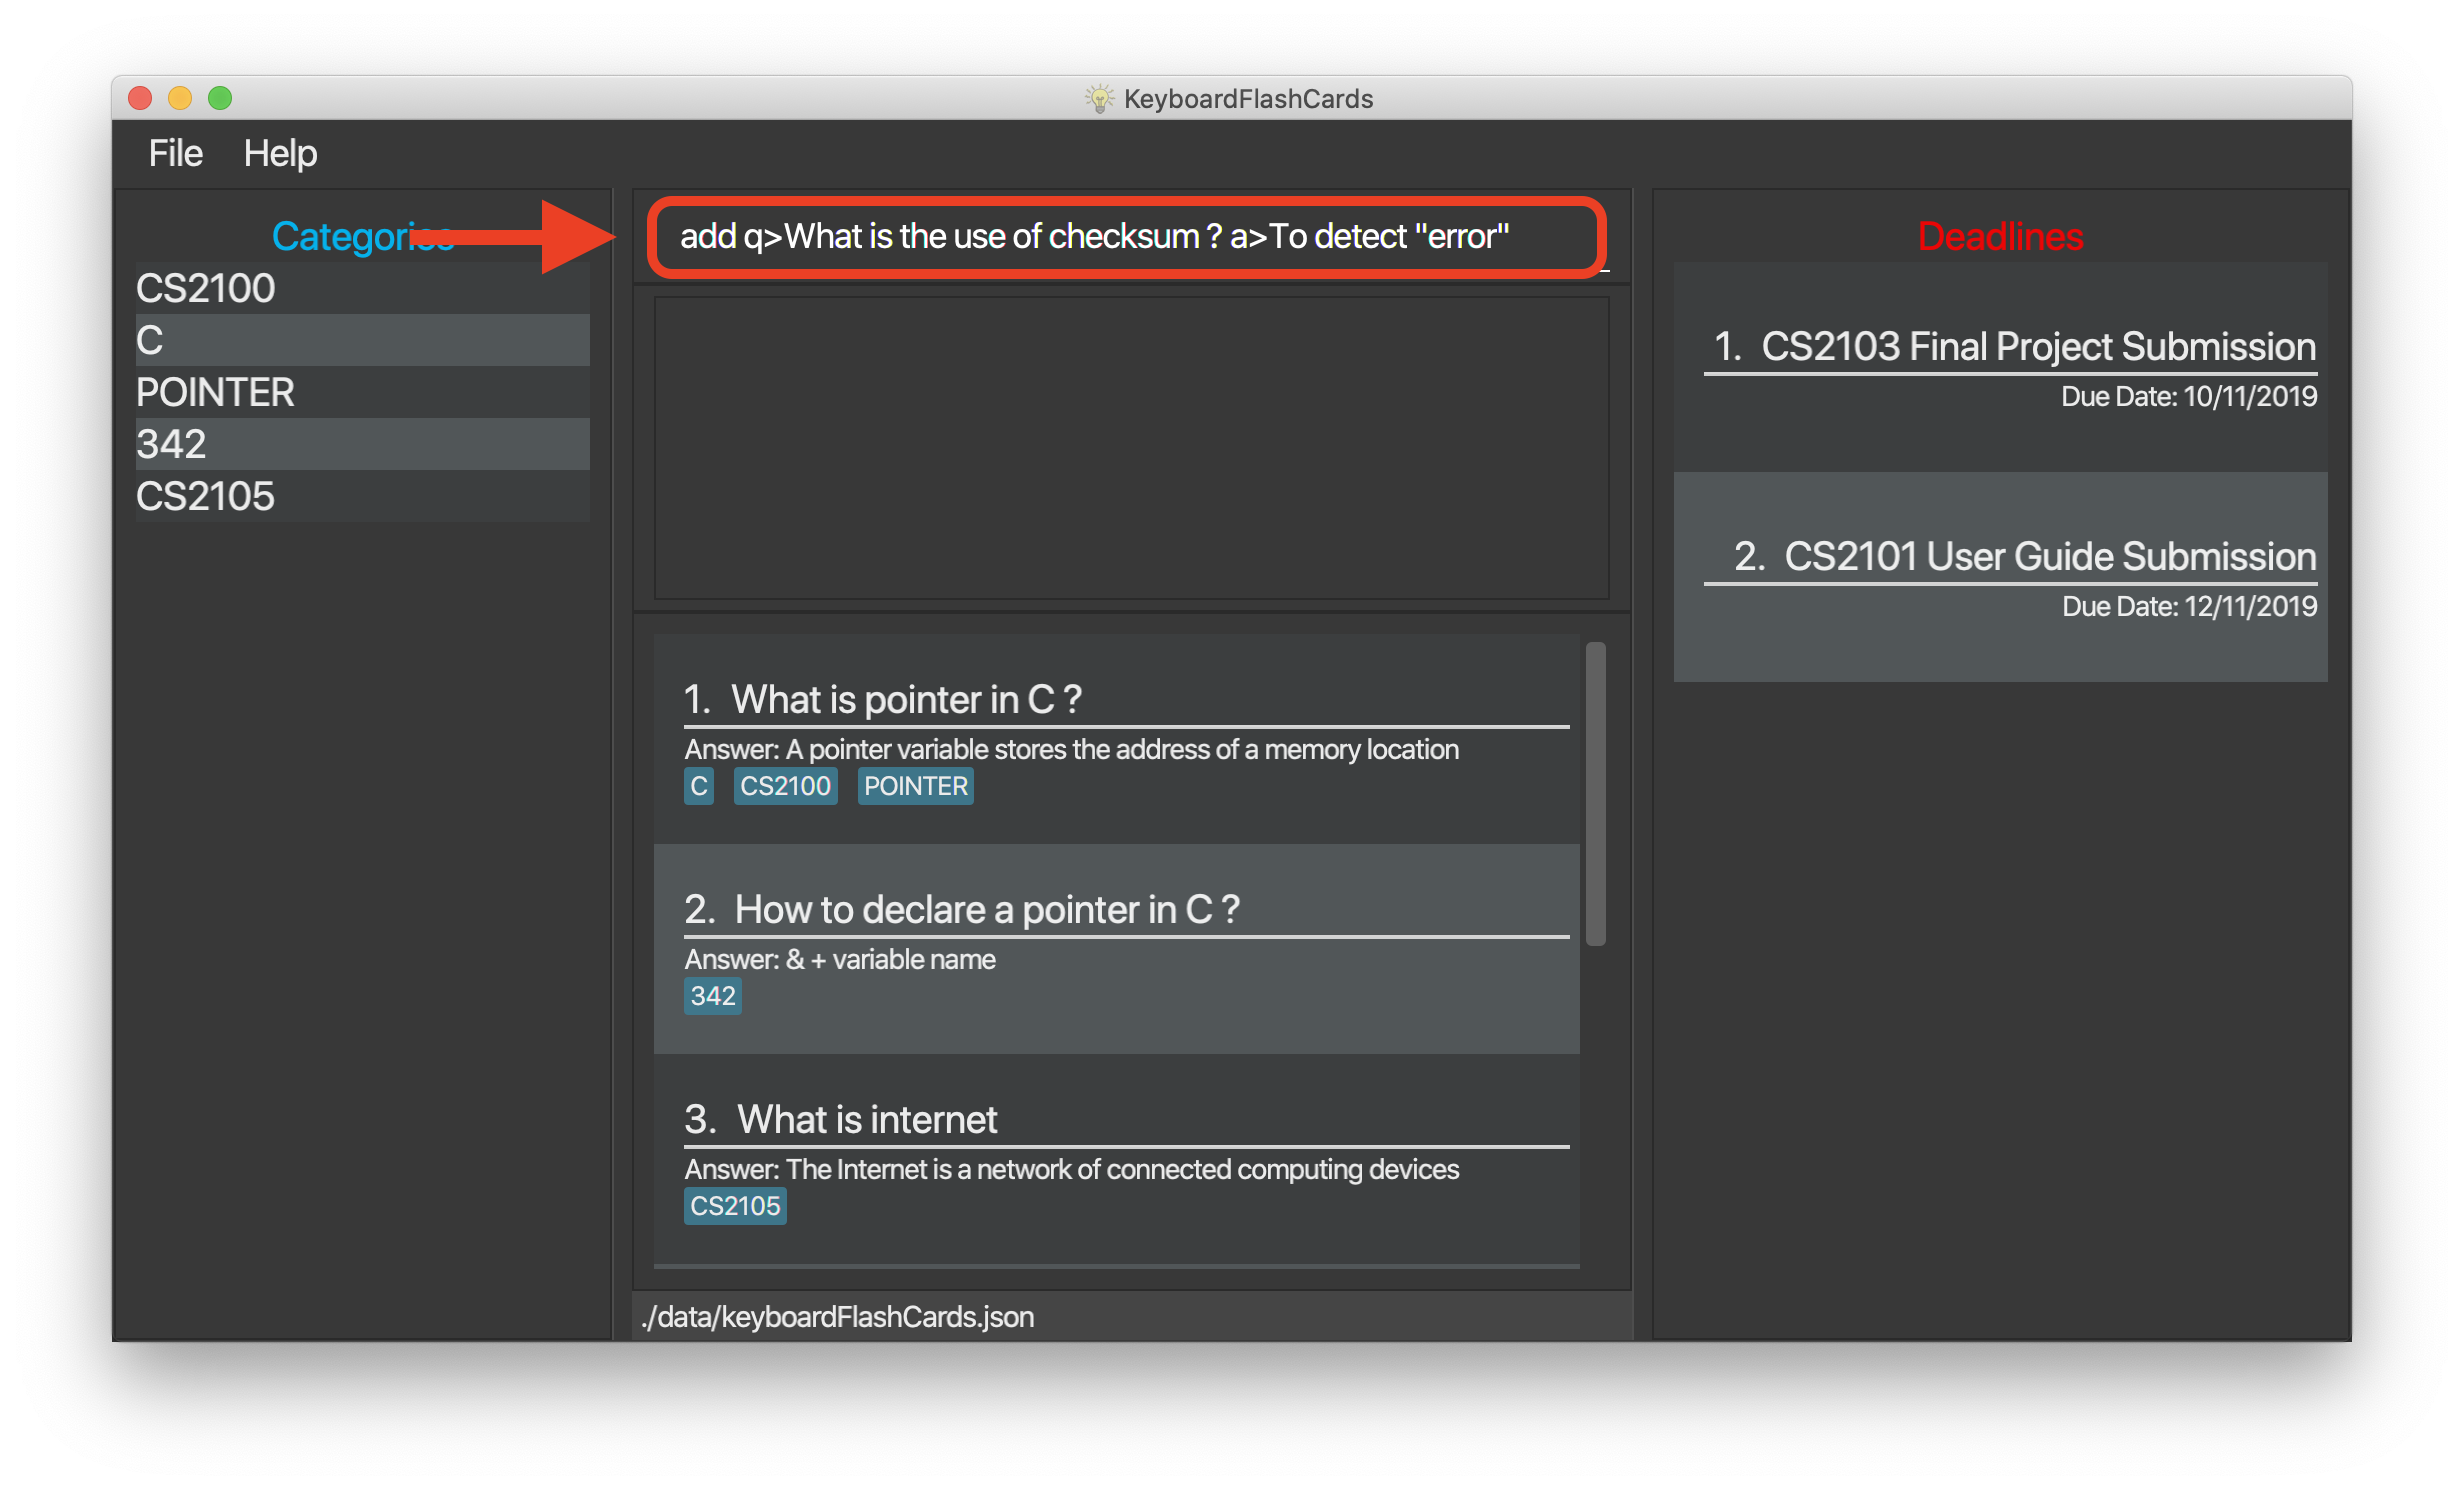 KeyboardFlashCards
File Help
Categories
CS2100
C
POINTER
342
CS2105
add q>What is the use of checksum ? a>To detect "error"
1. What is pointer in C ?
Answer: A pointer variable stores the address of a memory location
C CS2100 POINTER
2. How to declare a pointer in C ?
Answer: & + variable name
342
3. What is internet
Answer: The Internet is a network of connected computing devices
CS2105
./data/keyboardFlashCards.json
Deadlines
1. CS2103 Final Project Submission
Due Date: 10/11/2019
2. CS2101 User Guide Submission
Due Date: 12/11/2019